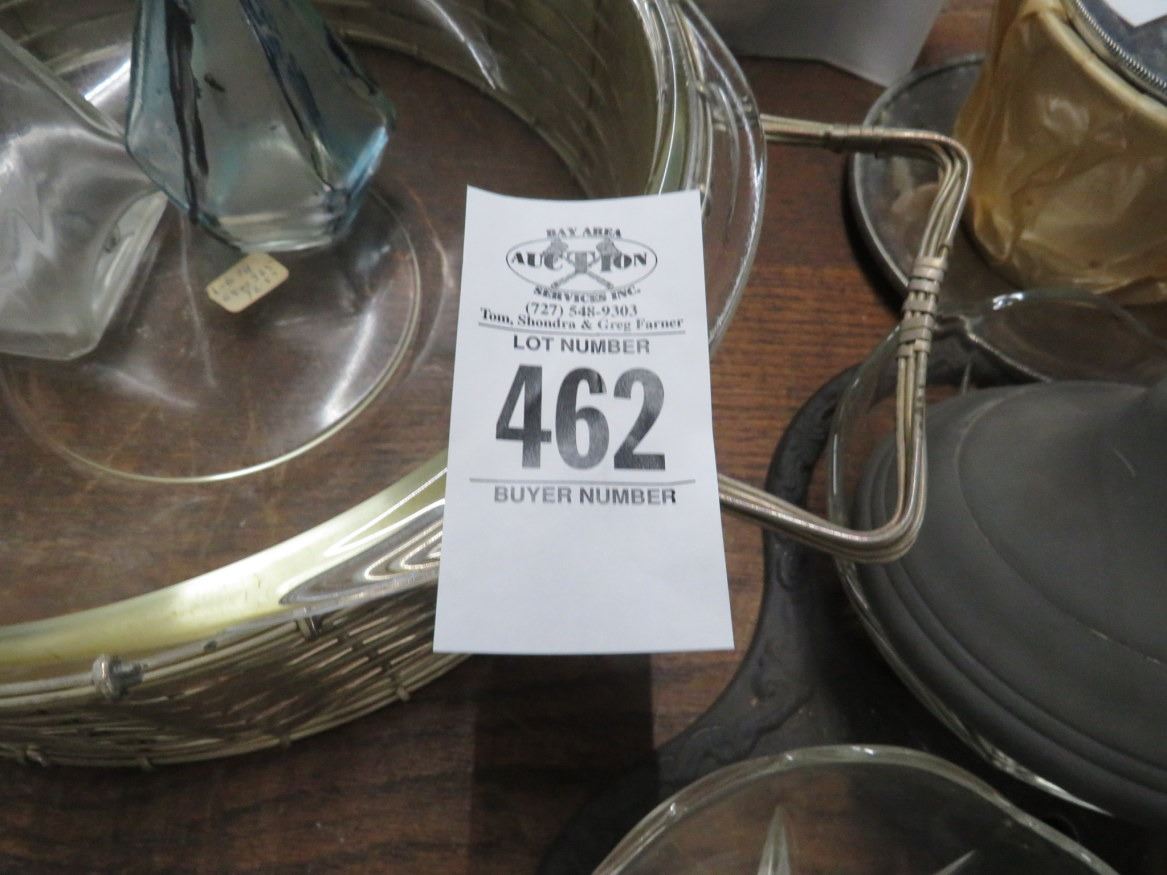 BAY AREA
AUCTION
SERVICES INC.
(727) 548-9303
Tom, Shondra & Greg Farner
LOT NUMBER
462
BUYER NUMBER